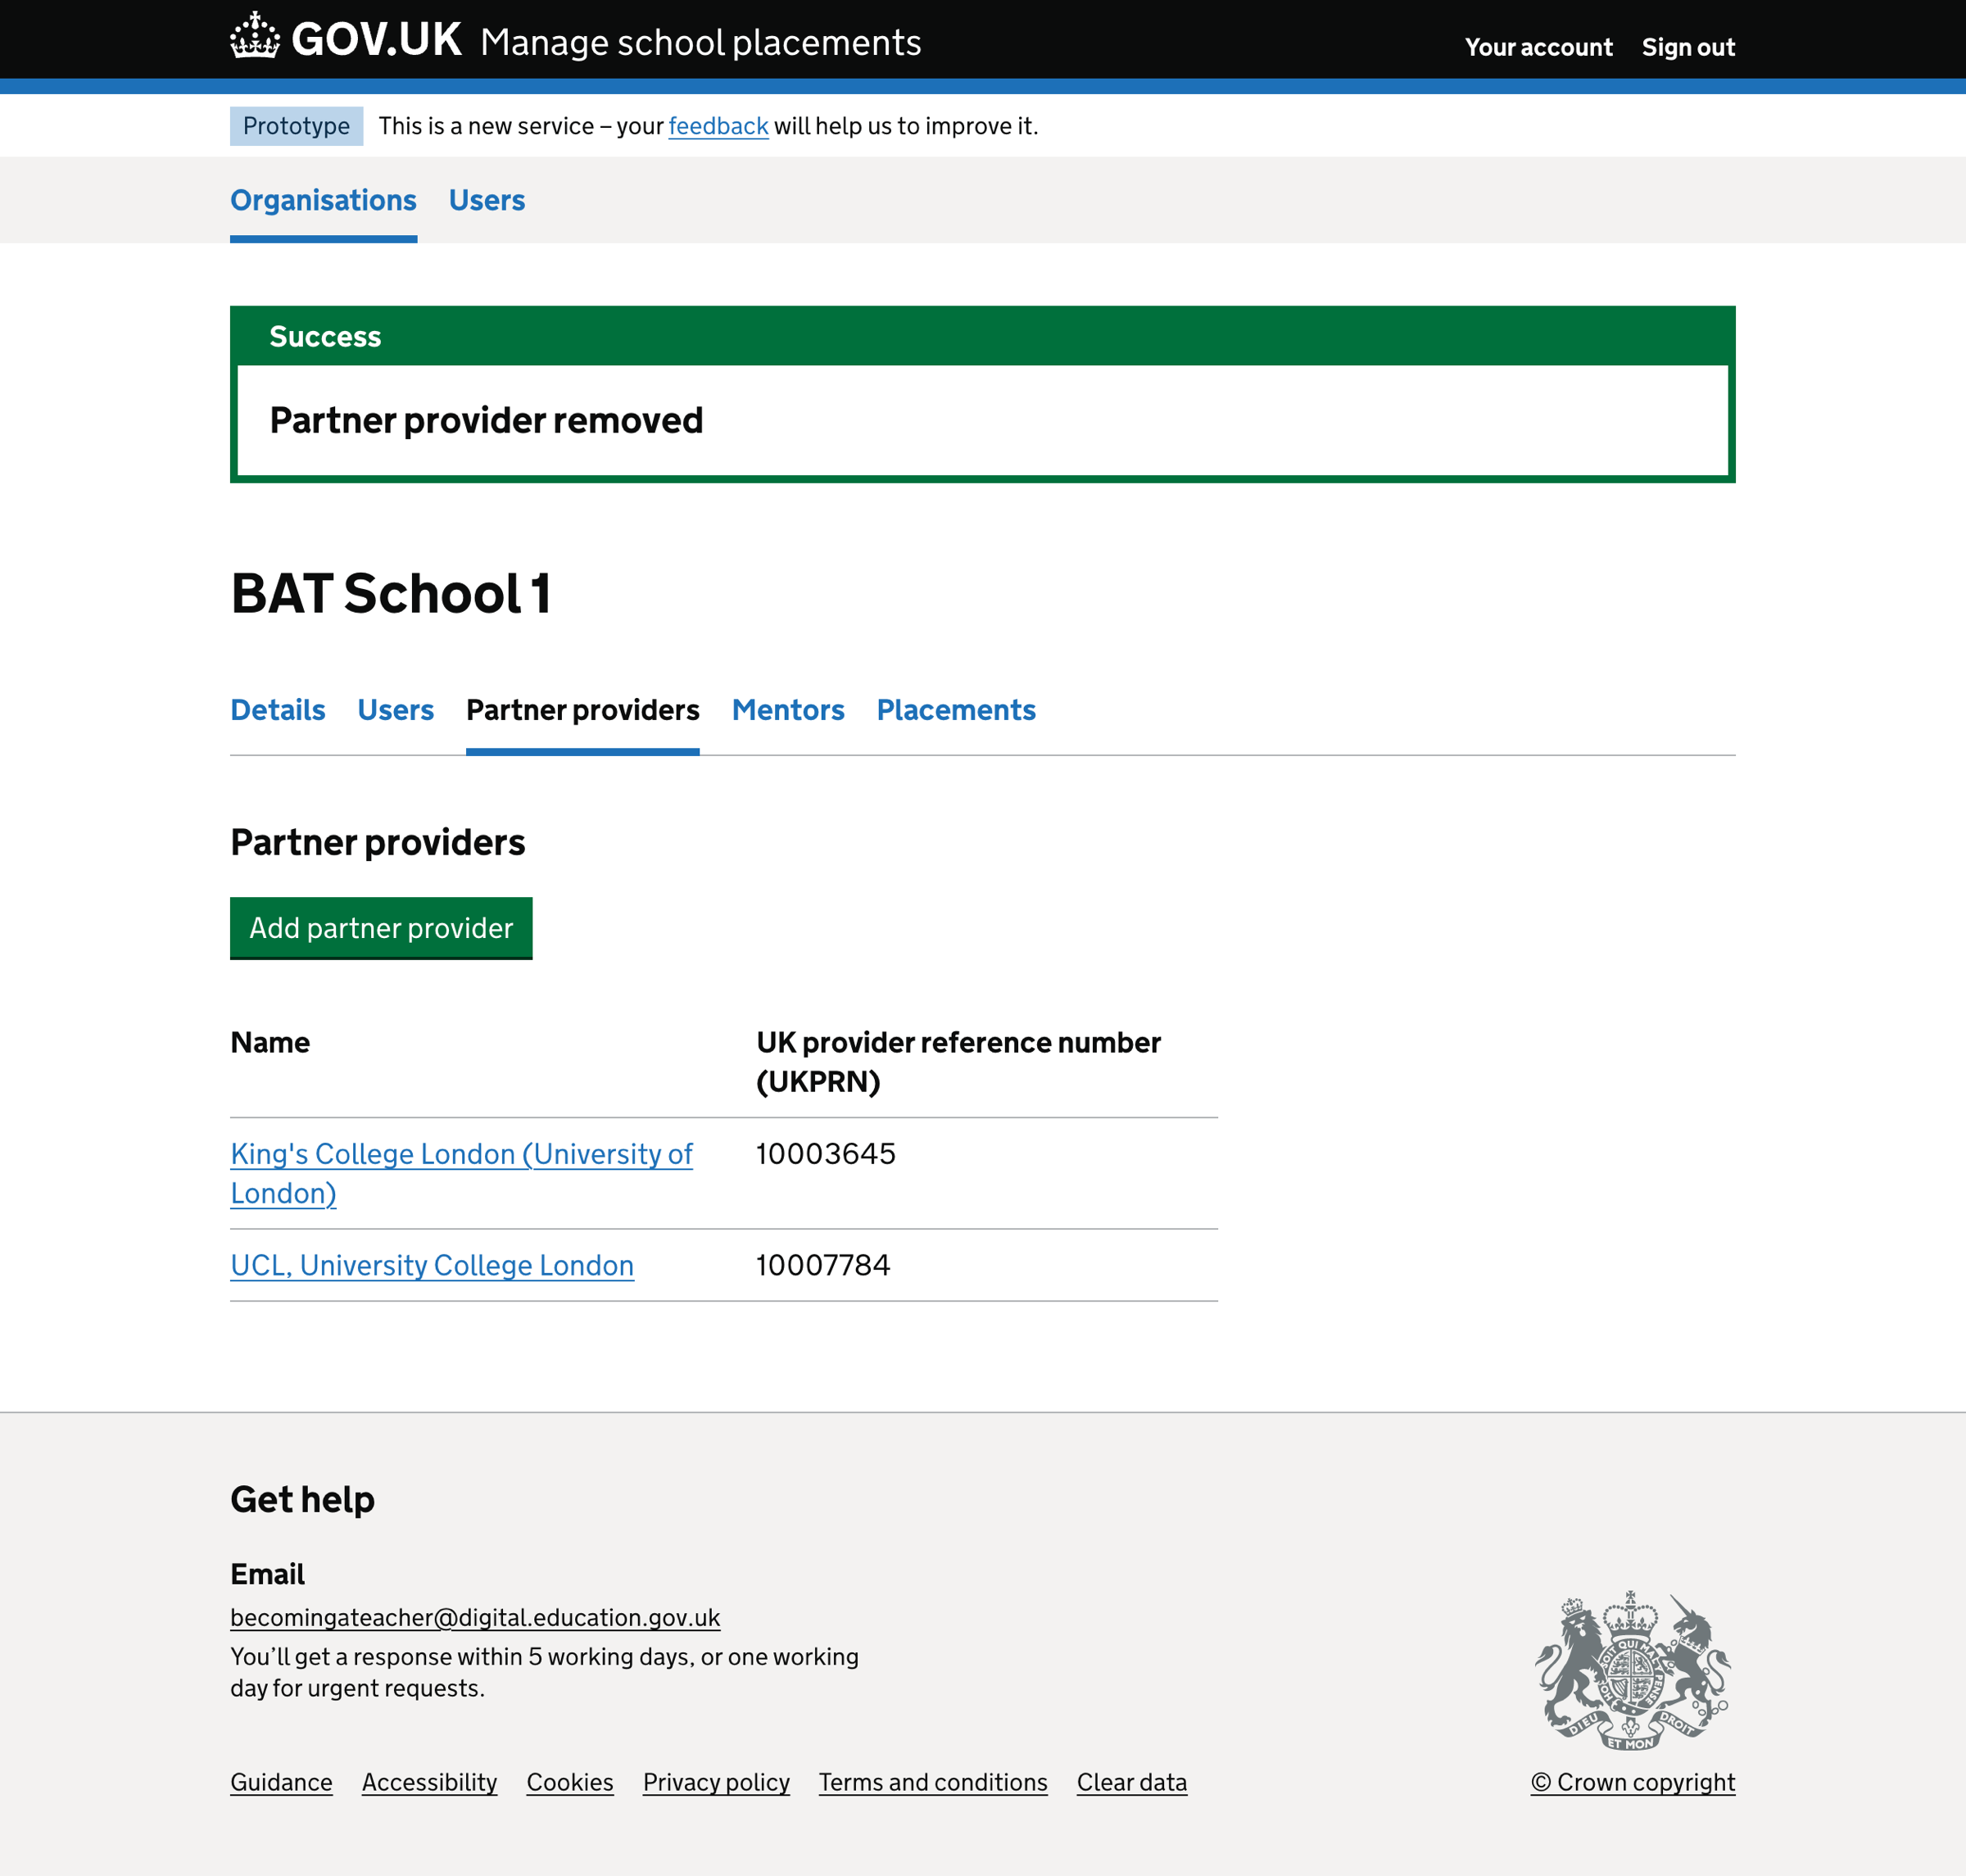 GOV.UK Manage school placements
Your account Sign out
Prototype This is a new service – your feedback will help us to improve it.
Organisations Users
Success
Partner provider removed
BAT School 1
Details Users Partner providers Mentors Placements
Partner providers
Add partner provider
Name UK provider reference number
(UKPRN)
King's College London (University of 10003645
London)
UCL, University College London 10007784
Get help
Email
becomingateacher@digital.education.gov.uk
You’ll get a response within 5 working days, or one working
day for urgent requests.
SOIT QUI MAL
PENSE
HON
DIEU ET MON DROIT
Guidance Accessibility Cookies Privacy policy Terms and conditions Clear data
© Crown copyright